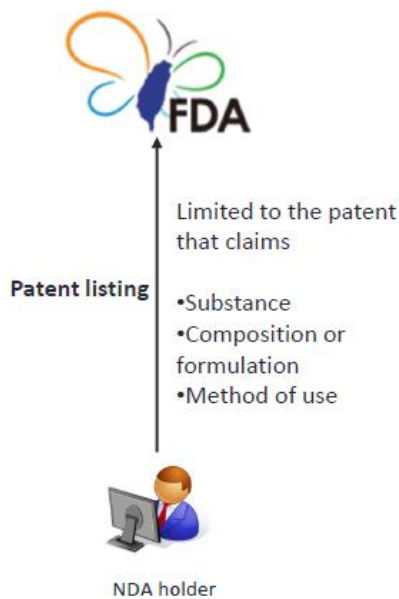 FDA
Limited to the patent
that claims
Patent listing
•Substance
•Composition or
formulation
•Method of use
NDA holder